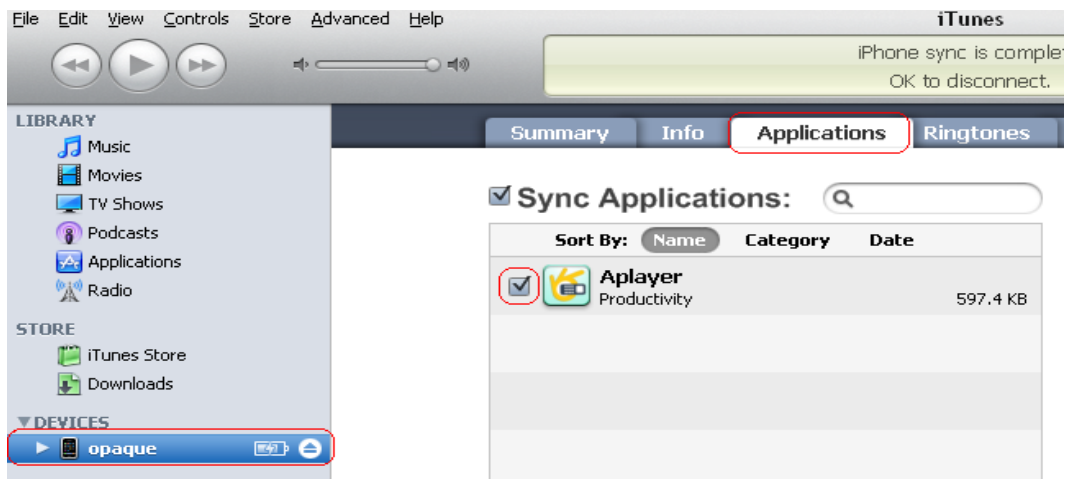 File Edit View Controls Store Advanced Help
iTunes
iPhone sync is comple
OK to disconnect.
LIBRARY
Music
Movies
TV Shows
Podcasts
Applications
Radio
STORE
iTunes Store
Downloads
DEVICES
opaque
Summary Info Applications Ringtones
Sync Applications:
Sort By: Name Category Date
Aplayer
Productivity 597.4 KB